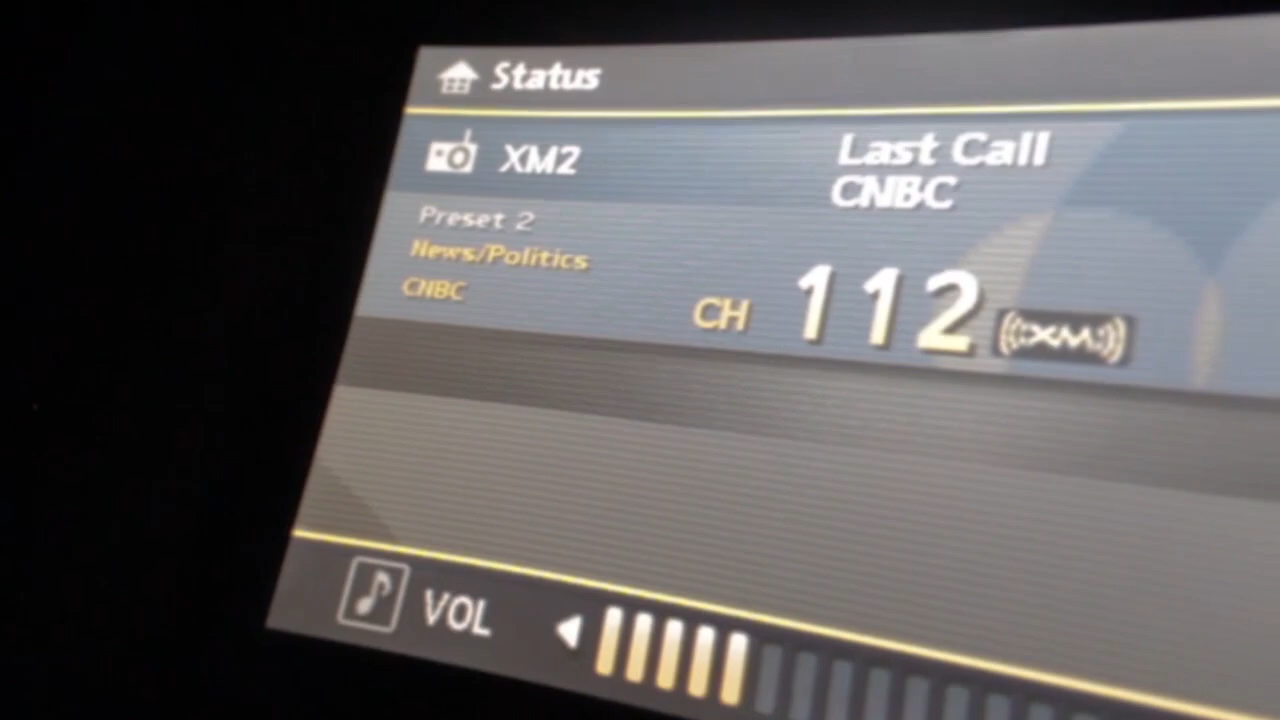 Status
XM2
Last Call
CNBC
Preset 2
News/Politics
CNBC
CH 112 XM
VOL